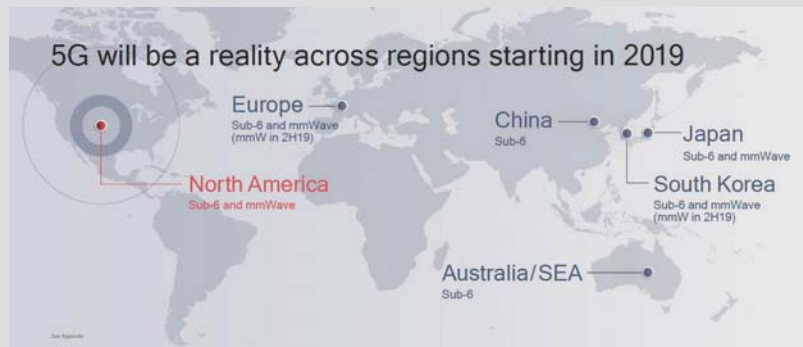 5G will be a reality across regions starting in 2019
Europe
Sub-6 and mmWave
(mmW in 2H19)
China
Sub-6
Japan
Sub-6 and mmWave
North America
Sub-6 and mmWave
South Korea
Sub-6 and mmWave
(mmW in 2H19)
Australia/SEA
Sub-6
See Appendix